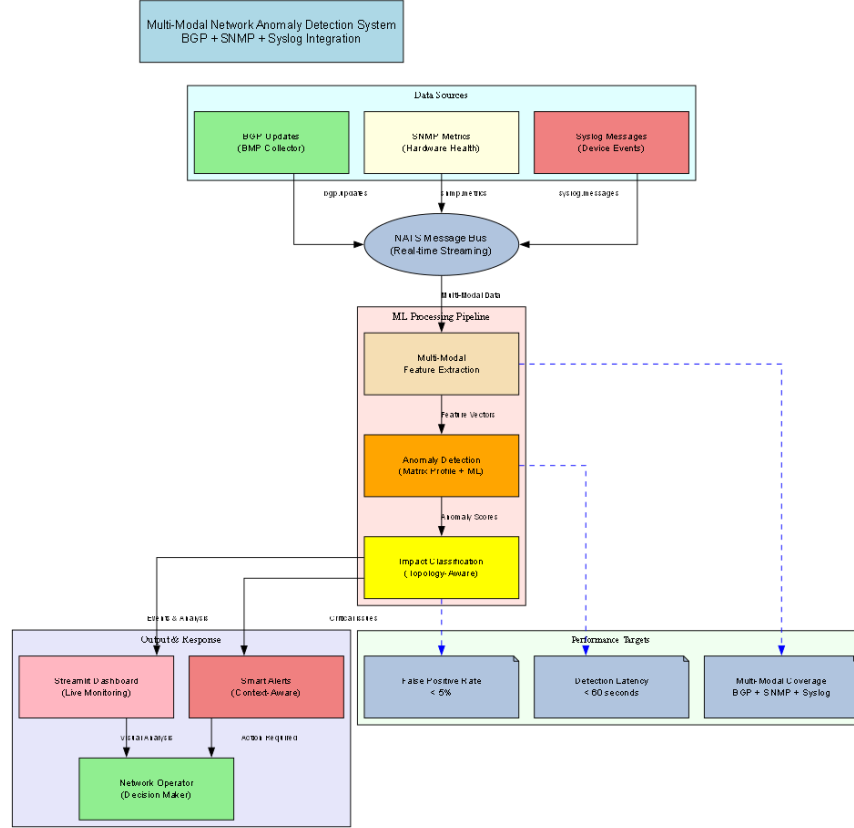 Multi-Modal Network Anomaly Detection System
BGP + SNMP + Syslog Integration
Data Sources
BGP Updates
(BMP Collector)
SNMP Metrics
(Hardware Health)
Syslog Messages
(Device Events)
bgp.updates
snmp.metrics
syslog.messages
NATS Message Bus
(Real-time Streaming)
Multi-Modal Data
ML Processing Pipeline
Multi-Modal
Feature Extraction
Feature Vectors
Anomaly Detection
(Matrix Profile + ML)
Anomaly Scores
Impact Classification
(Topology-Aware)
Events & Analysis
Critical Issues
Output & Response
Streamlit Dashboard
(Live Monitoring)
Smart Alerts
(Context-Aware)
Visual Analysis
Action Required
Network Operator
(Decision Maker)
Performance Targets
False Positive Rate
< 5%
Detection Latency
< 60 seconds
Multi-Modal Coverage
BGP + SNMP + Syslog